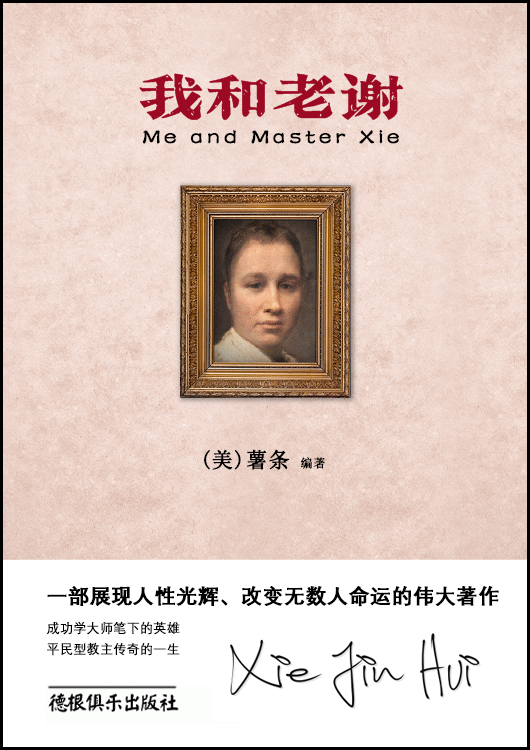 我和老谢
Me and Master Xie
(美)薯条 编著
一部展现人性光辉、改变无数人命运的伟大著作
成功学大师笔下的英雄
平民型教主传奇的一生
Xie Jin Hui
德根俱乐出版社